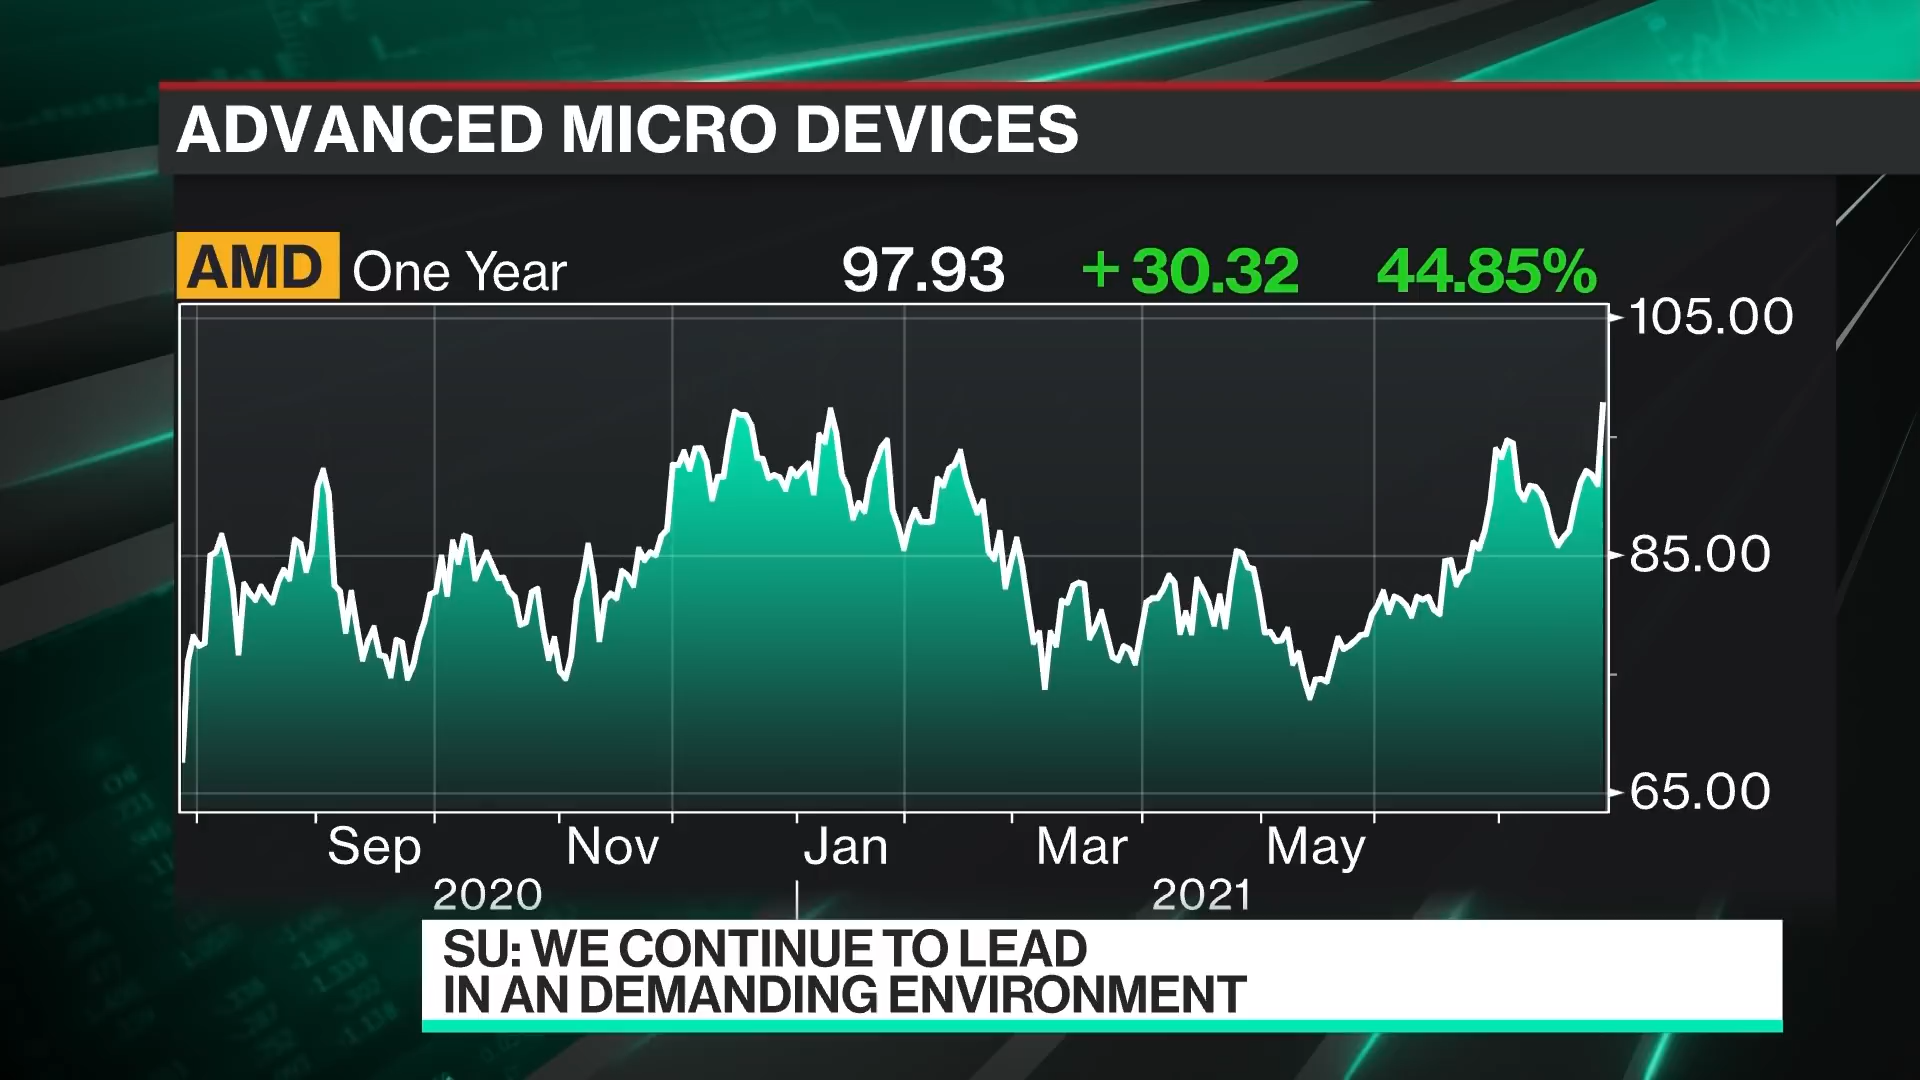 ADVANCED MICRO DEVICES
AMD One Year 97.93 +30.32 44.85%
105.00
85.00
65.00
Sep Nov Jan Mar May
2020 2021
SU: WE CONTINUE TO LEAD
IN AN DEMANDING ENVIRONMENT